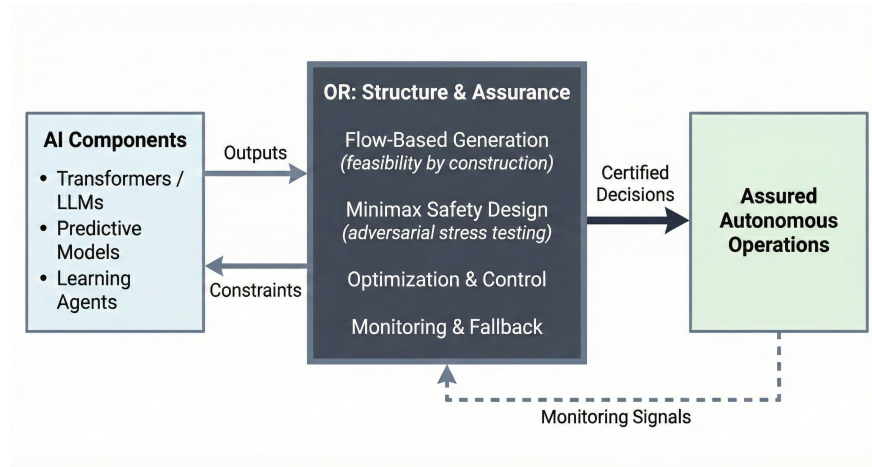 AI Components
• Transformers /
LLMs
• Predictive
Models
• Learning
Agents
Outputs
Constraints
OR: Structure & Assurance
Flow-Based Generation
(feasibility by construction)
Minimax Safety Design
(adversarial stress testing)
Optimization & Control
Monitoring & Fallback
Certified
Decisions
Assured
Autonomous
Operations
Monitoring Signals